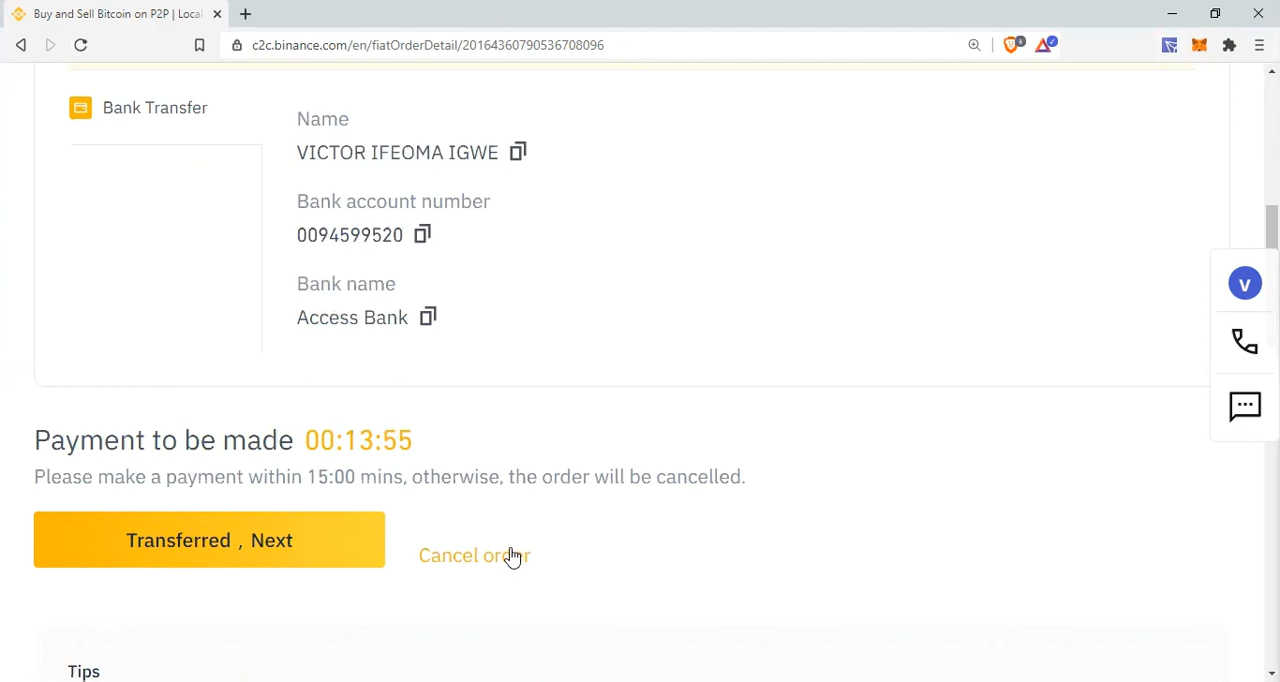 Buy and Sell Bitcoin on P2P | Local
c2c.binance.com/en/fiatOrderDetail/20164360790536708096
Bank Transfer
Name
VICTOR IFEOMA IGWE
Bank account number
0094599520
Bank name
Access Bank
V
Payment to be made 00:13:55
Please make a payment within 15:00 mins, otherwise, the order will be cancelled.
Transferred , Next
Cancel order
Tips